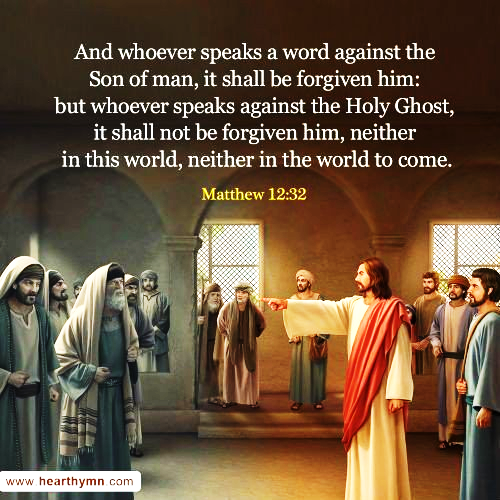 And whoever speaks a word against the
Son of man, it shall be forgiven him:
but whoever speaks against the Holy Ghost,
it shall not be forgiven him, neither
in this world, neither in the world to come.
Matthew 12:32
www.hearthymn.com